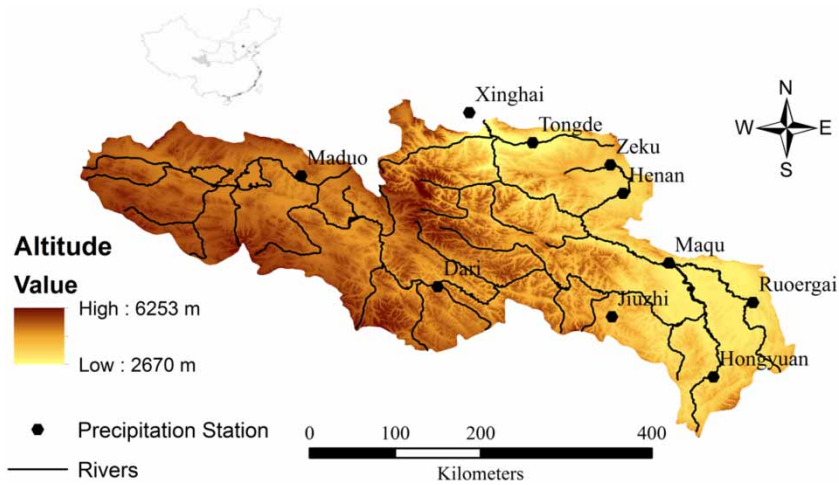 Xinghai
N
Tongde
W
E
Zeku
S
Maduo
Henan
Altitude
Value
Maqu
High : 6253 m
Dari
Ruoergai
Jiuzhi
Low : 2670 m
Hongyuan
Precipitation Station
0 100 200 400
Rivers
Kilometers